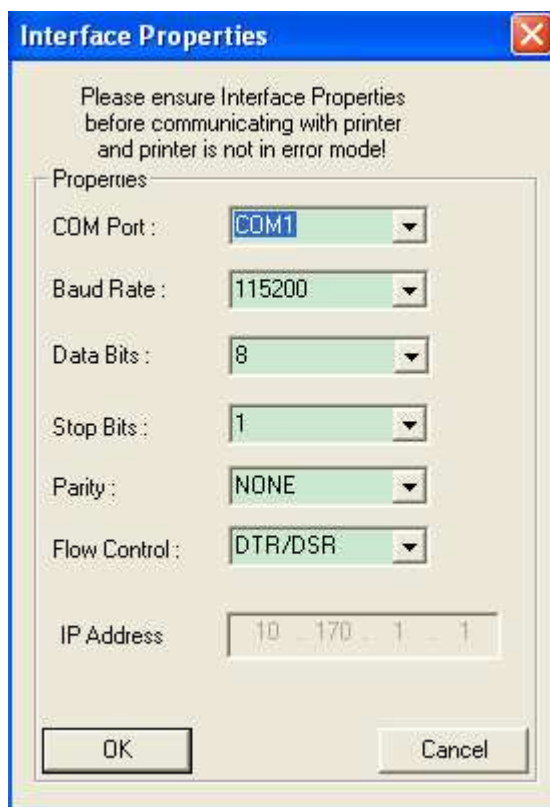 Interface Properties
Please ensure Interface Properties
before communicating with printer
and printer is not in error mode!
Properties
COM Port : COM1
Baud Rate : 115200
Data Bits : 8
Stop Bits : 1
Parity : NONE
Flow Control : DTR/DSR
IP Address 10 . 170 . 1 . 1
OK Cancel